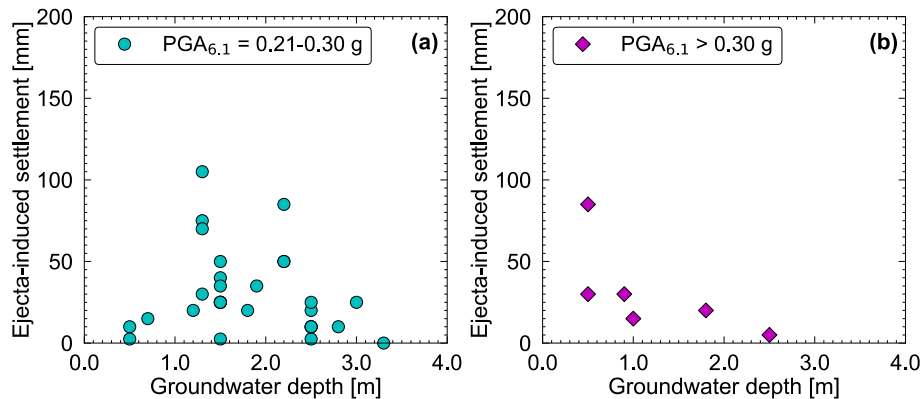 PGA6.1 = 0.21-0.30 g
(a)
Ejecta-induced settlement [mm]
200
150
100
50
0
0.0 1.0 2.0 3.0 4.0
Groundwater depth [m]
PGA6.1 > 0.30 g
(b)
Ejecta-induced settlement [mm]
200
150
100
50
0
0.0 1.0 2.0 3.0 4.0
Groundwater depth [m]